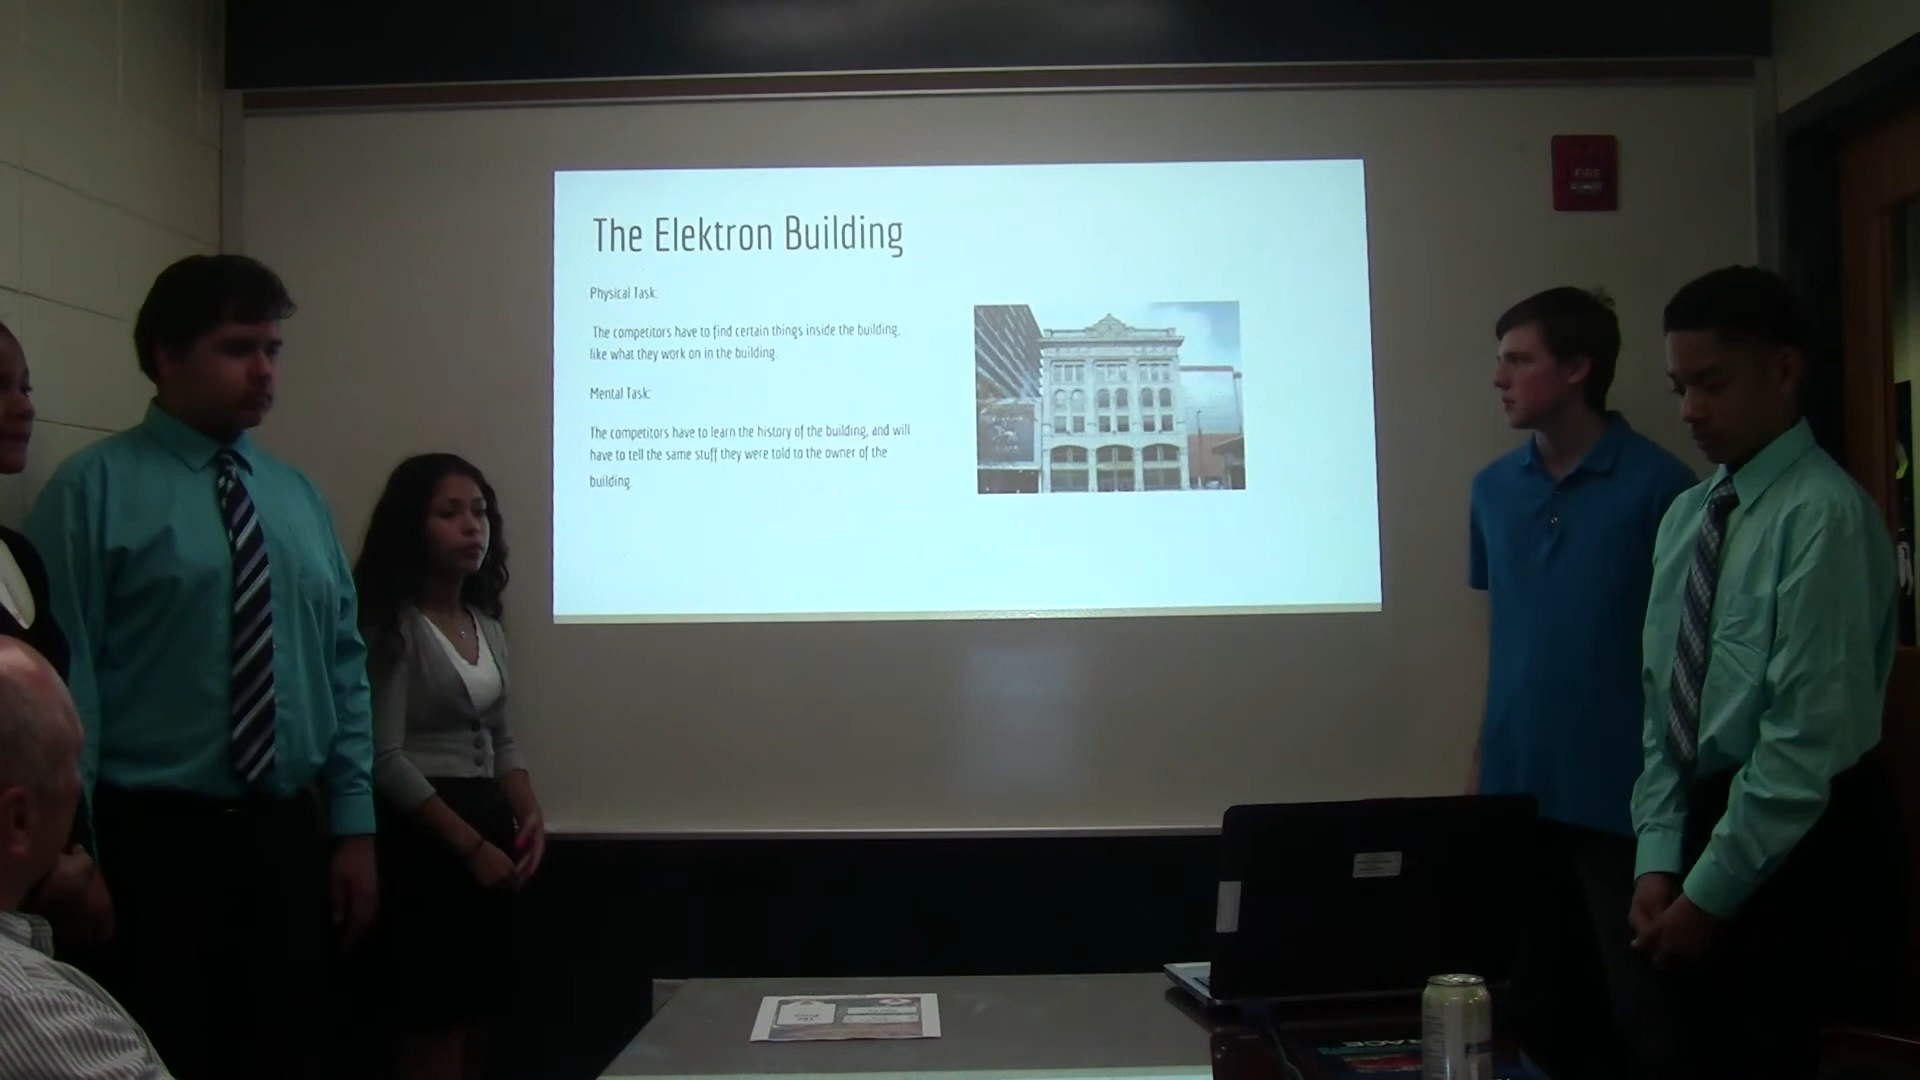 The Elektron Building
Physical Task:
The competitors have to find certain things inside the building,
like what they work on in the building.
Mental Task:
The competitors have to learn the history of the building, and will
have to tell the same stuff they were told to the owner of the
building.
FIRE